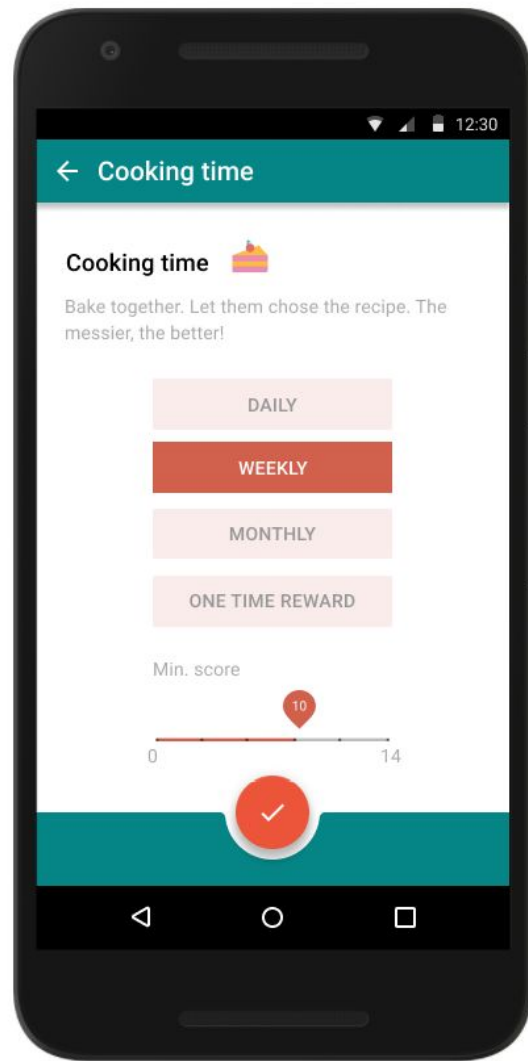 12:30
Cooking time
Cooking time
Bake together. Let them chose the recipe. The
messier, the better!
DAILY
WEEKLY
MONTHLY
ONE TIME REWARD
Min. score
10
0 14